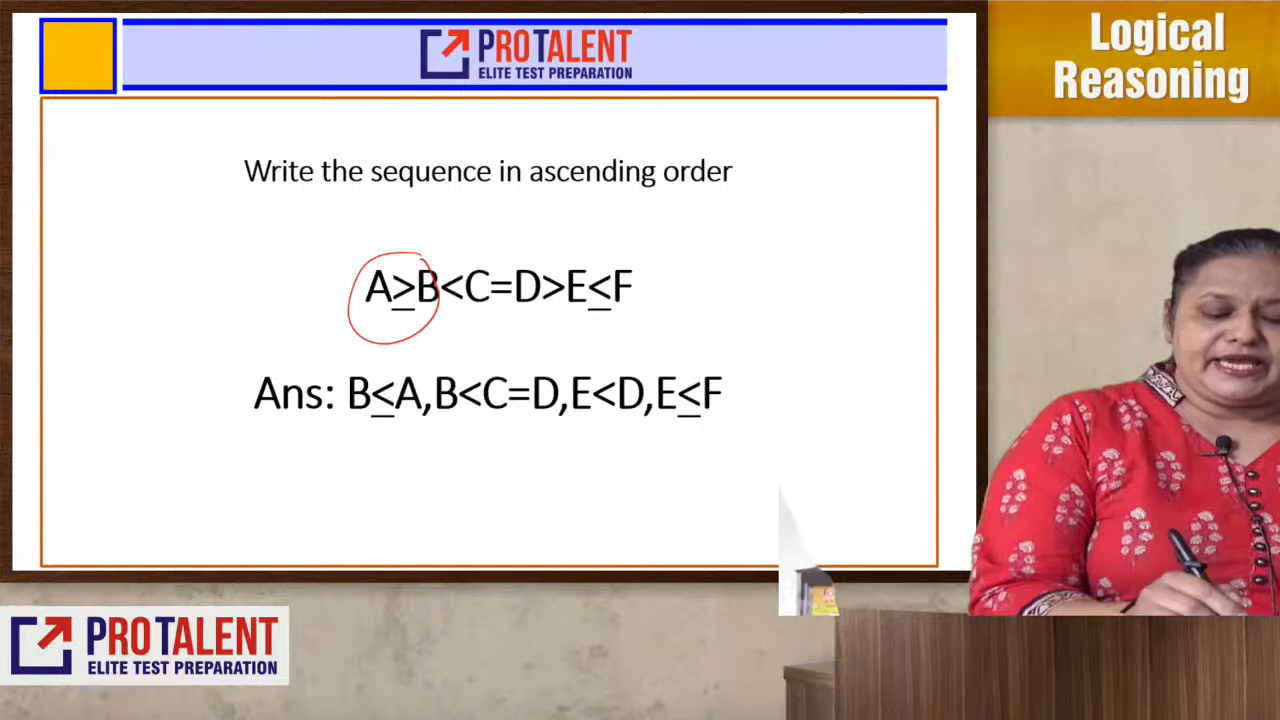 PROTALENT
ELITE TEST PREPARATION
Logical
Reasoning
Write the sequence in ascending order
A≥B<C=D>E≤F
Ans: B≤A,B<C=D,E<D,E≤F
PROTALENT
ELITE TEST PREPARATION